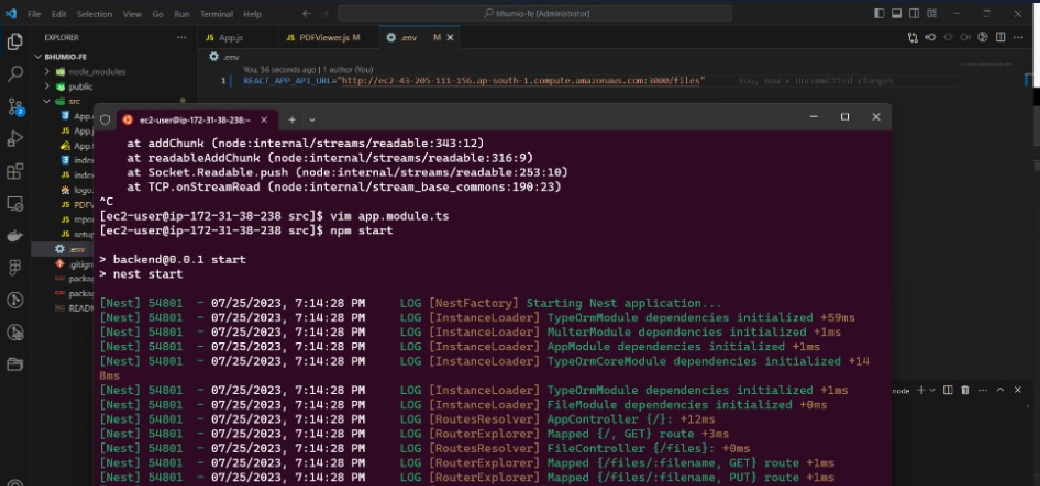 File Edit Selection View Go Run Terminal Help
bhumio-fe [Administrator]
EXPLORER
JS App.js
JS PDFViewer.js M
.env M X
BHUMIO-FE
.env
node_modules
public
src
You, 56 seconds ago | 1 author (You)
1 REACT_APP_API_URL="http://ec2-43-205-111-156.ap-south-1.compute.amazonaws.com:3000/files" You, now • Uncommitted changes
ec2-user@ip-172-31-38-238:~ X + 
at addChunk (node:internal/streams/readable:343:12)
at readableAddChunk (node:internal/streams/readable:316:9)
at Socket.Readable.push (node:internal/streams/readable:253:10)
at TCP.onStreamRead (node:internal/stream_base_commons:190:23)
^C
[ec2-user@ip-172-31-38-238 src]$ vim app.module.ts
[ec2-user@ip-172-31-38-238 src]$ npm start
> backend@0.0.1 start
> nest start
[Nest] 54801 - 07/25/2023, 7:14:28 PM LOG [NestFactory] Starting Nest application...
[Nest] 54801 - 07/25/2023, 7:14:28 PM LOG [InstanceLoader] TypeOrmModule dependencies initialized +59ms
[Nest] 54801 - 07/25/2023, 7:14:28 PM LOG [InstanceLoader] MulterModule dependencies initialized +1ms
[Nest] 54801 - 07/25/2023, 7:14:28 PM LOG [InstanceLoader] AppModule dependencies initialized +1ms
[Nest] 54801 - 07/25/2023, 7:14:28 PM LOG [InstanceLoader] TypeOrmCoreModule dependencies initialized +14
8ms
[Nest] 54801 - 07/25/2023, 7:14:28 PM LOG [InstanceLoader] TypeOrmModule dependencies initialized +1ms
[Nest] 54801 - 07/25/2023, 7:14:28 PM LOG [InstanceLoader] FileModule dependencies initialized +0ms
[Nest] 54801 - 07/25/2023, 7:14:28 PM LOG [RoutesResolver] AppController {/}: +12ms
[Nest] 54801 - 07/25/2023, 7:14:28 PM LOG [RouterExplorer] Mapped {/, GET} route +3ms
[Nest] 54801 - 07/25/2023, 7:14:28 PM LOG [RoutesResolver] FileController {/files}: +0ms
[Nest] 54801 - 07/25/2023, 7:14:28 PM LOG [RouterExplorer] Mapped {/files/:filename, GET} route +1ms
[Nest] 54801 - 07/25/2023, 7:14:28 PM LOG [RouterExplorer] Mapped {/files/:filename, PUT} route +1ms
App.
JS App.j
App.
index
JS index
logo.
JS PDFV
JS repor
JS setup
.env
.gitign
packa
packa
READM
node